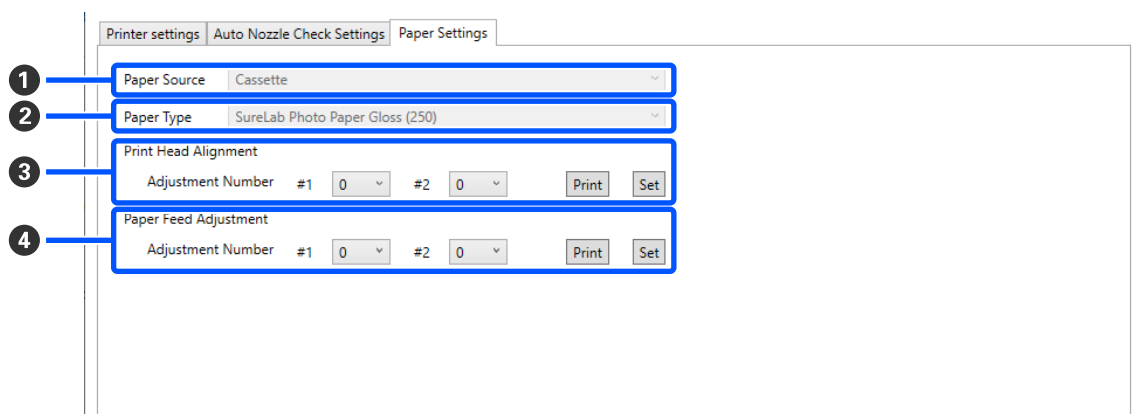 Printer settings Auto Nozzle Check Settings Paper Settings
1 Paper Source Cassette
2 Paper Type SureLab Photo Paper Gloss (250)
Print Head Alignment
3 Adjustment Number #1 0 #2 0 Print Set
Paper Feed Adjustment
4 Adjustment Number #1 0 #2 0 Print Set